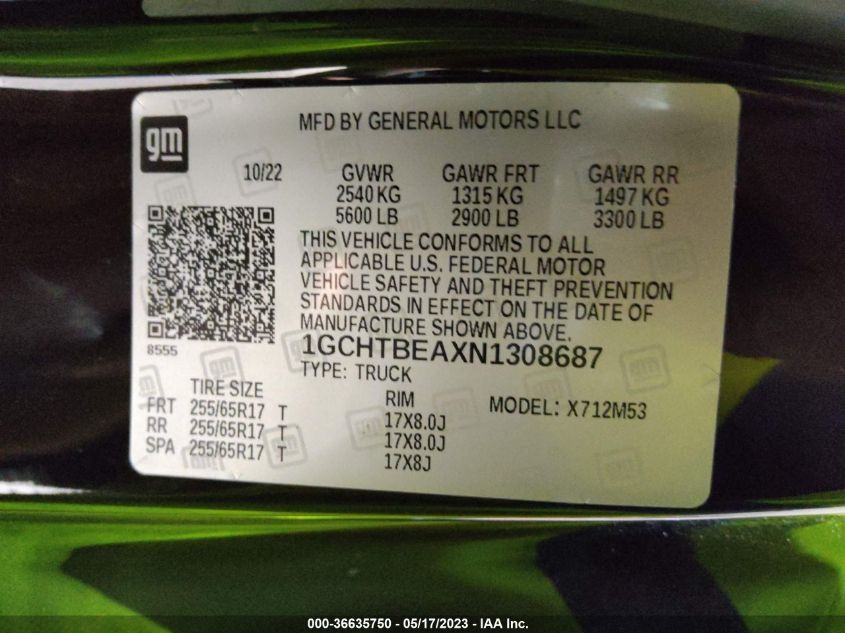 gm
MFD BY GENERAL MOTORS LLC
10/22 GVWR GAWR FRT GAWR RR
2540 KG 1315 KG 1497 KG
5600 LB 2900 LB 3300 LB
THIS VEHICLE CONFORMS TO ALL
APPLICABLE U.S. FEDERAL MOTOR
VEHICLE SAFETY AND THEFT PREVENTION
STANDARDS IN EFFECT ON THE DATE OF
MANUFACTURE SHOWN ABOVE.
8555
1GCHTBEAXN1308687
TYPE: TRUCK
TIRE SIZE RIM MODEL: X712M53
FRT 255/65R17 T 17X8.0J
RR 255/65R17 T 17X8.0J
SPA 255/65R17 T 17X8J
000-36635750 - 05/17/2023 - IAA Inc.